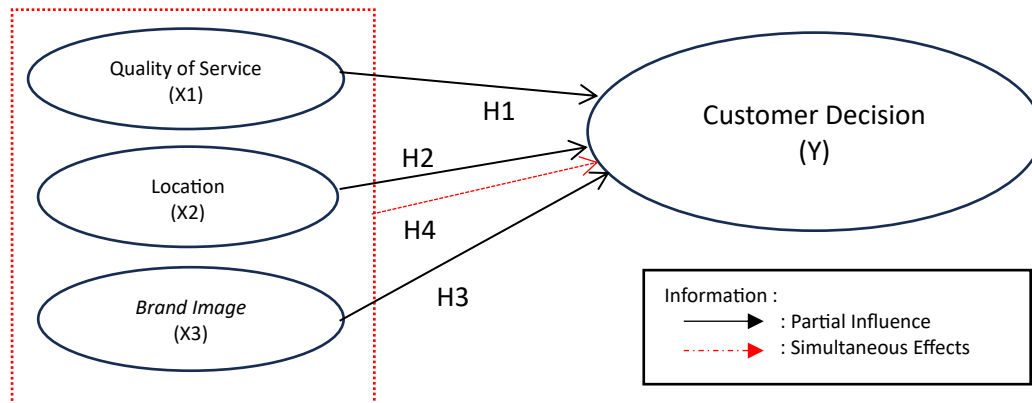 Quality of Service
(X1)
H1
Customer Decision
(Y)
H2
Location
(X2)
H4
H3
Brand Image
(X3)
Information :
: Partial Influence
: Simultaneous Effects